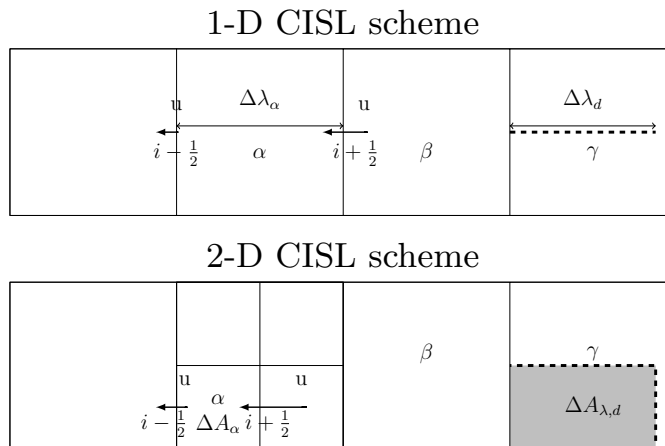 1-D CISL scheme
Δλ_α Δλ_d
u u
i − 1/2 α i + 1/2 β γ
2-D CISL scheme
β γ
u u
α ΔA_{λ,d}
i − 1/2 ΔA_α i + 1/2